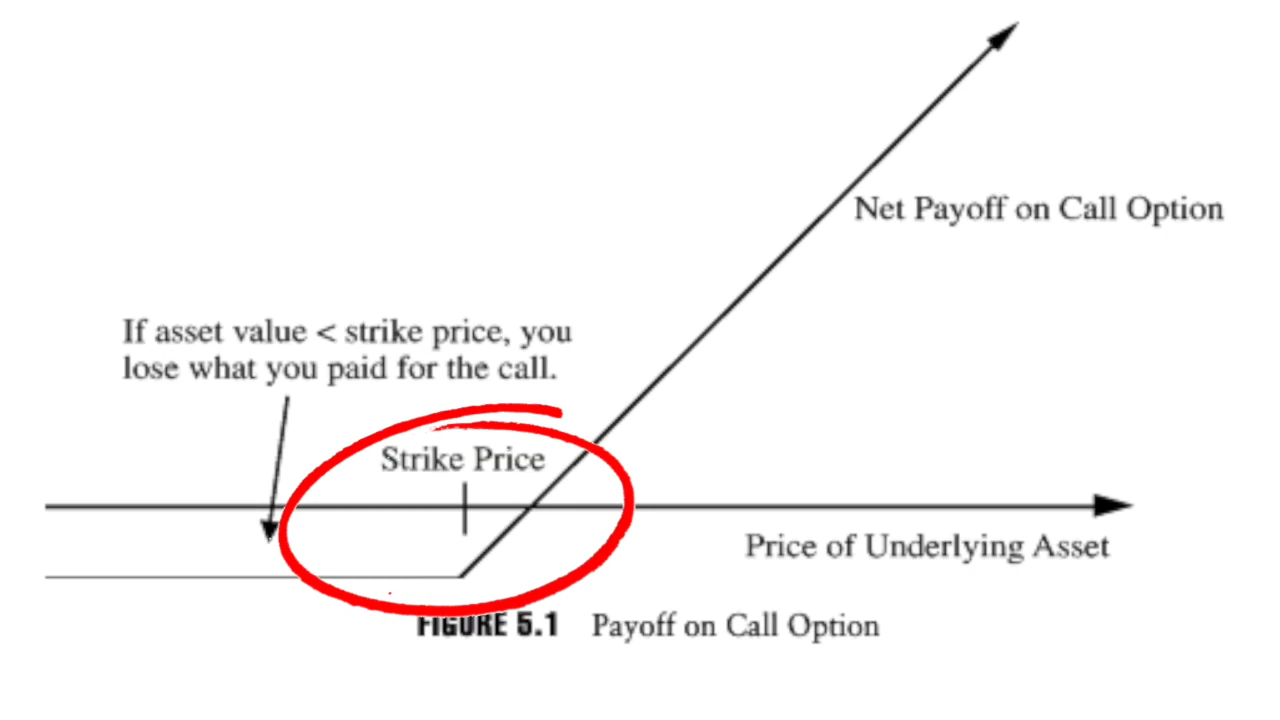 Net Payoff on Call Option
If asset value < strike price, you
lose what you paid for the call.
Strike Price
Price of Underlying Asset
FIGURE 5.1 Payoff on Call Option